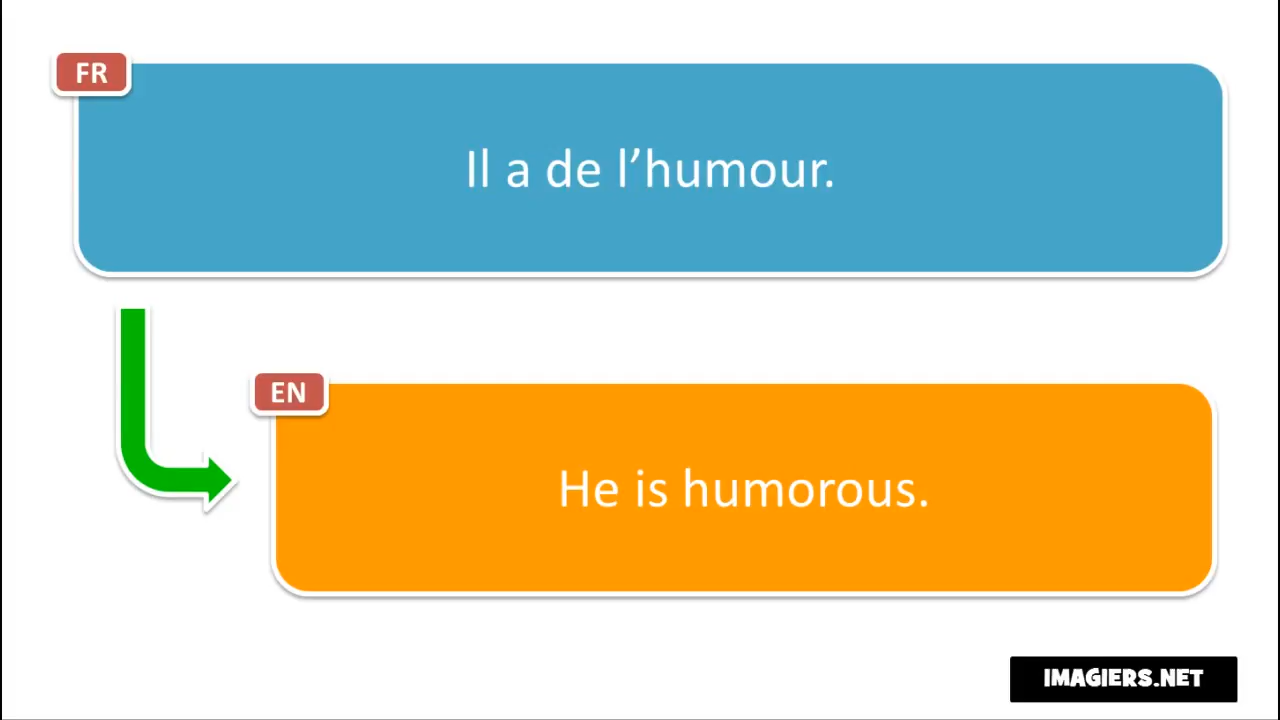 FR
Il a de l’humour.
EN
He is humorous.
IMAGIERS.NET